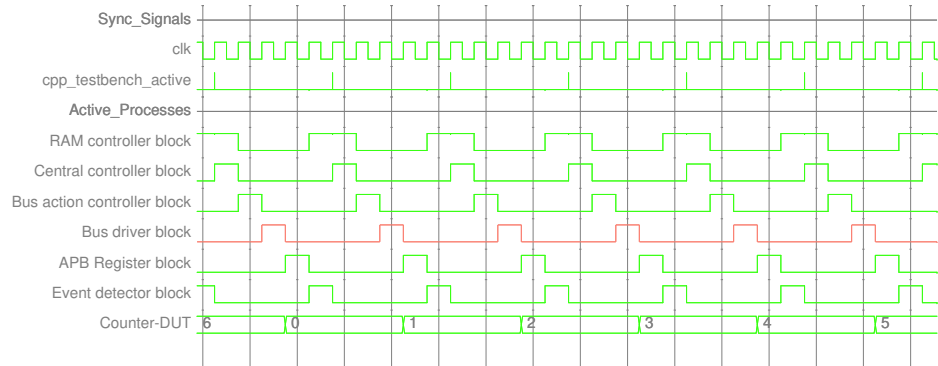 Sync_Signals
clk
cpp_testbench_active
Active_Processes
RAM controller block
Central controller block
Bus action controller block
Bus driver block
APB Register block
Event detector block
Counter-DUT 6 0 1 2 3 4 5